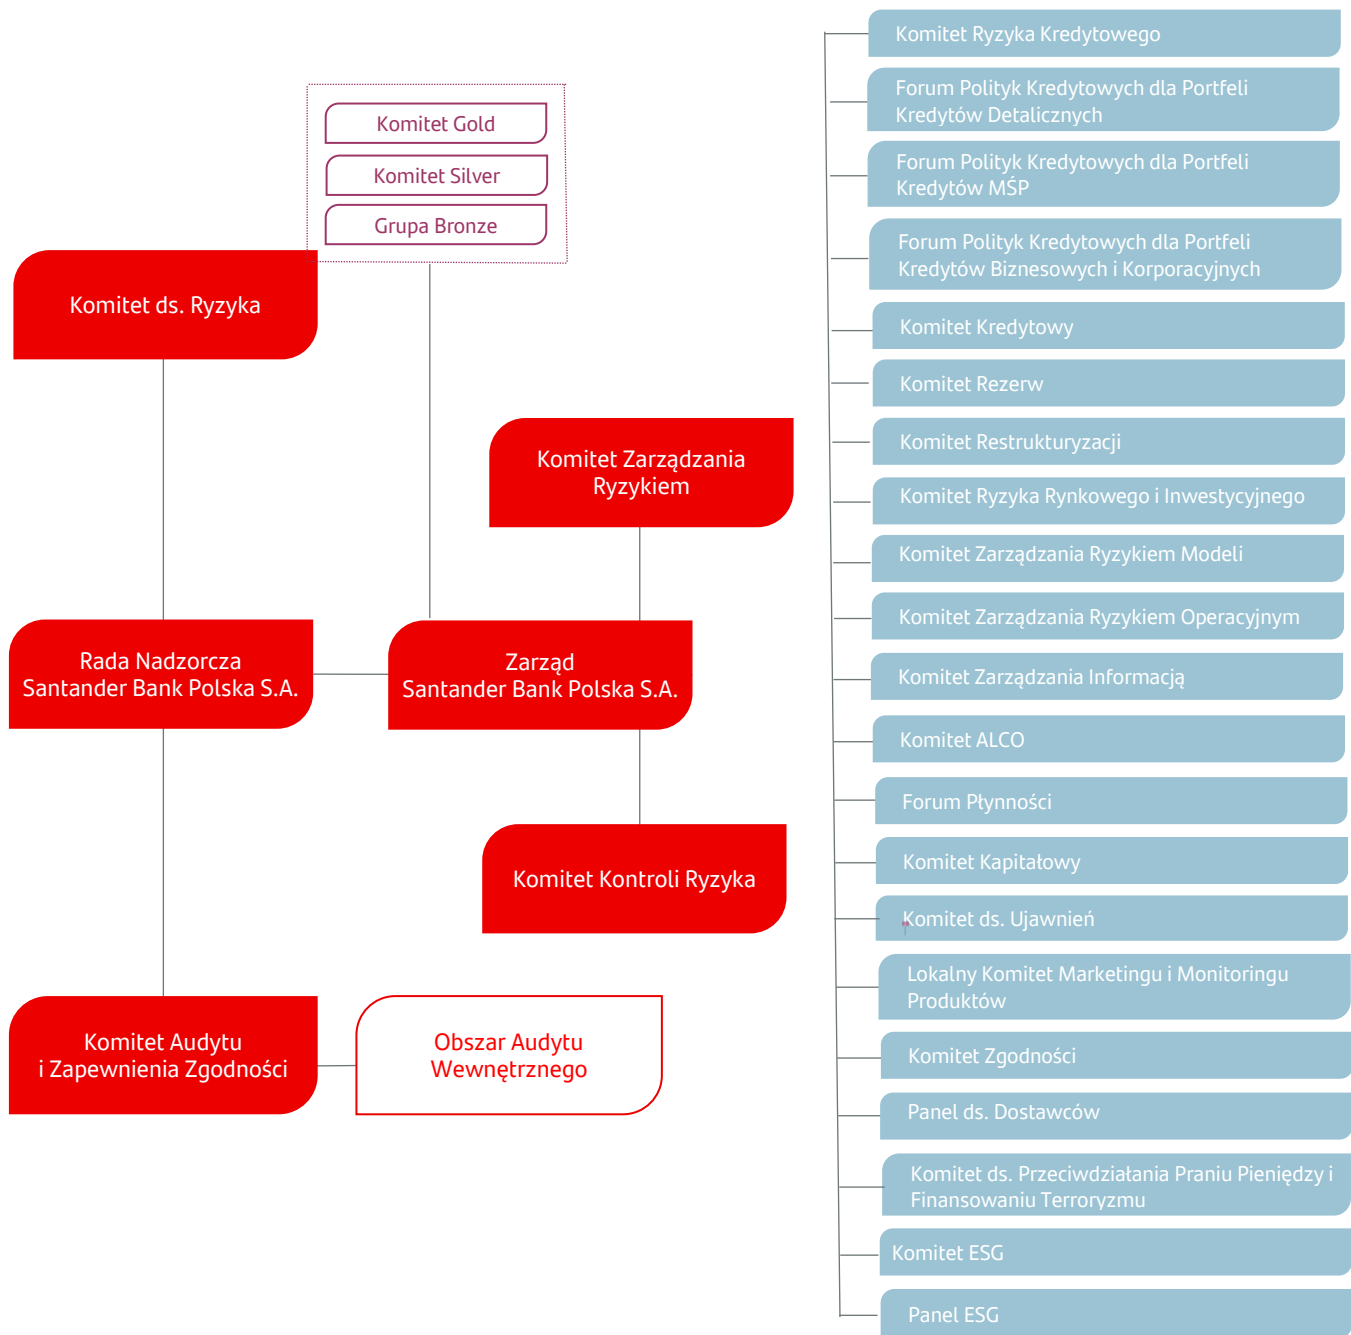 Komitet Gold
Komitet Silver
Grupa Bronze
Komitet ds. Ryzyka
Komitet Zarządzania
Ryzykiem
Rada Nadzorcza
Santander Bank Polska S.A.
Zarząd
Santander Bank Polska S.A.
Komitet Kontroli Ryzyka
Komitet Audytu
i Zapewnienia Zgodności
Obszar Audytu
Wewnętrznego
Komitet Ryzyka Kredytowego
Forum Polityk Kredytowych dla Portfeli
Kredytów Detalicznych
Forum Polityk Kredytowych dla Portfeli
Kredytów MŚP
Forum Polityk Kredytowych dla Portfeli
Kredytów Biznesowych i Korporacyjnych
Komitet Kredytowy
Komitet Rezerw
Komitet Restrukturyzacji
Komitet Ryzyka Rynkowego i Inwestycyjnego
Komitet Zarządzania Ryzykiem Modeli
Komitet Zarządzania Ryzykiem Operacyjnym
Komitet Zarządzania Informacją
Komitet ALCO
Forum Płynności
Komitet Kapitałowy
Komitet ds. Ujawnień
Lokalny Komitet Marketingu i Monitoringu
Produktów
Komitet Zgodności
Panel ds. Dostawców
Komitet ds. Przeciwdziałania Praniu Pieniędzy i
Finansowaniu Terroryzmu
Komitet ESG
Panel ESG